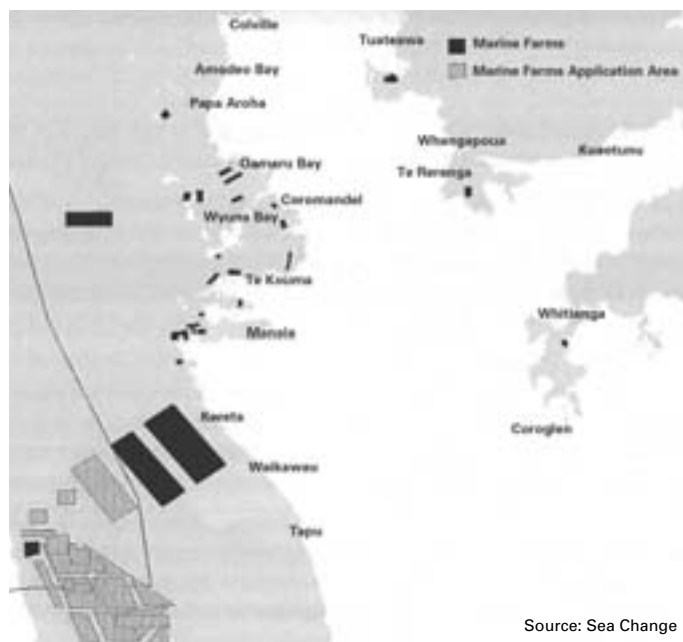 Colville
Tuateawa
Marine Farms
Amodeo Bay
Marine Farms Application Area
Papa Aroha
Whangapoua
Kuaotunu
Oamaru Bay
Te Rerenga
Coromandel
Wyuna Bay
Te Kouma
Whitianga
Manaia
Kereta
Coroglen
Waikawau
Tapu
Source: Sea Change